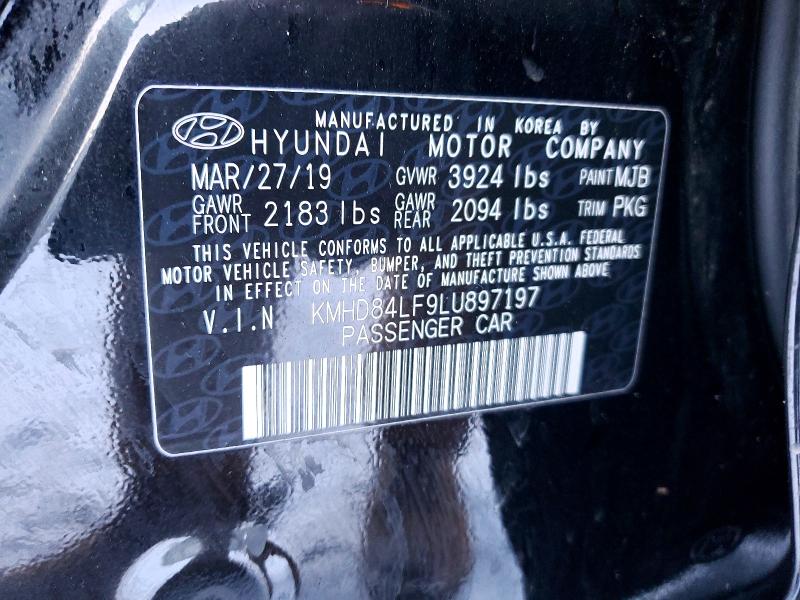 MANUFACTURED IN KOREA BY
HYUNDAI MOTOR COMPANY
MAR/27/19 GVWR 3924 lbs PAINT MJB
GAWR FRONT 2183 lbs GAWR REAR 2094 lbs TRIM PKG
THIS VEHICLE CONFORMS TO ALL APPLICABLE U.S.A. FEDERAL
MOTOR VEHICLE SAFETY, BUMPER, AND THEFT PREVENTION STANDARDS
IN EFFECT ON THE DATE OF MANUFACTURE SHOWN ABOVE
V.I.N KMHD84LF9LU897197
PASSENGER CAR